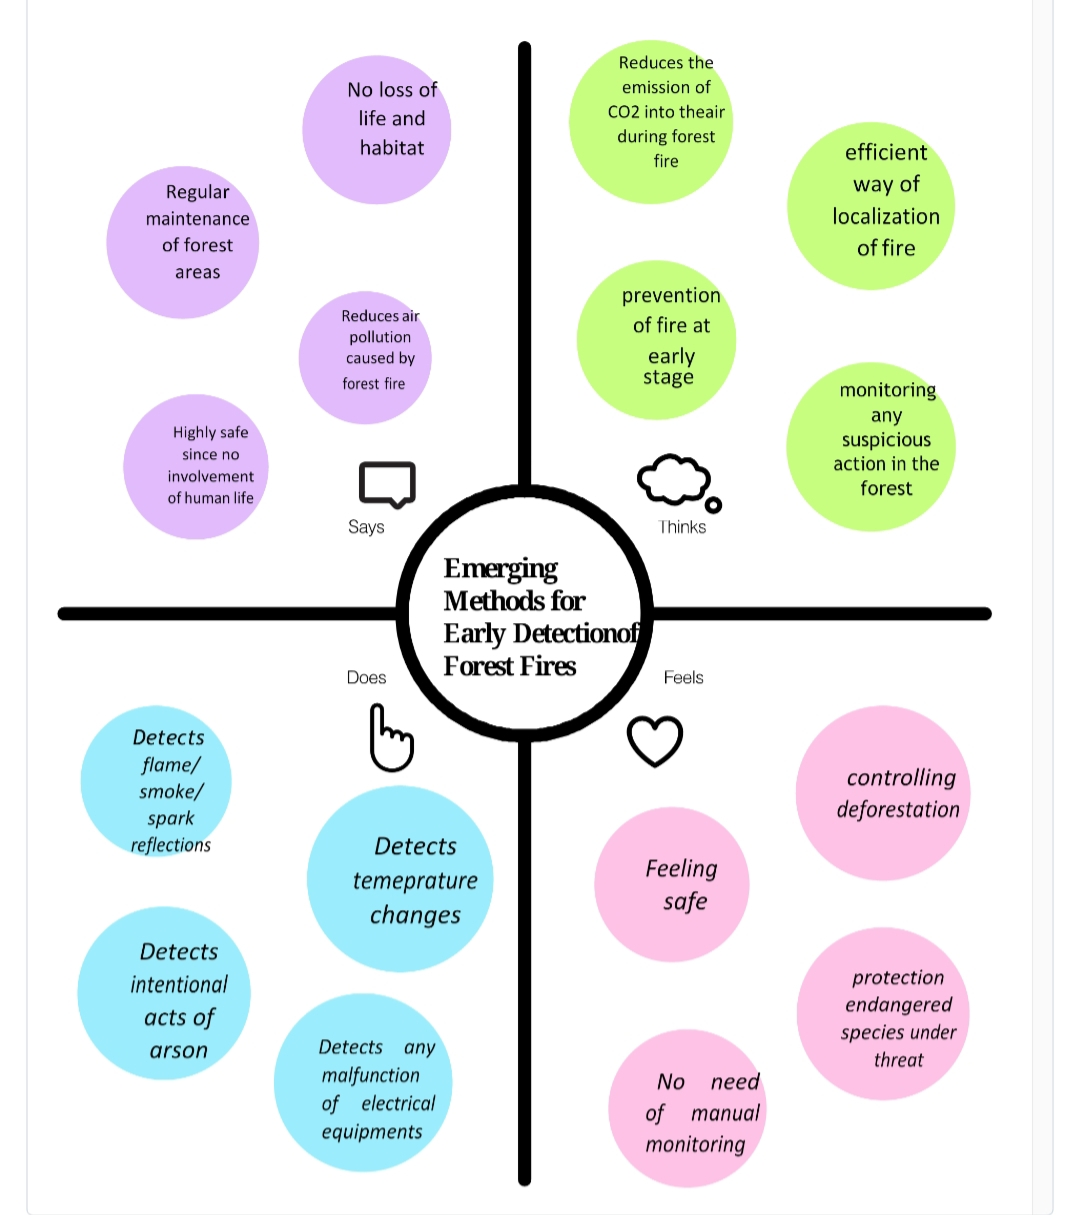 No loss of
life and
habitat
Regular
maintenance
of forest
areas
Reduces air
pollution
caused by
forest fire
Highly safe
since no
involvement
of human life
Says
Reduces the
emission of
CO2 into theair
during forest
fire
efficient
way of
localization
of fire
prevention
of fire at
early
stage
monitoring
any
suspicious
action in the
forest
Thinks
Emerging
Methods for
Early Detectionof
Forest Fires
Does
Detects
flame/
smoke/
spark
reflections
Detects
temeprature
changes
Detects
intentional
acts of
arson
Detects any
malfunction
of electrical
equipments
Feels
controlling
deforestation
Feeling
safe
protection
endangered
species under
threat
No need
of manual
monitoring